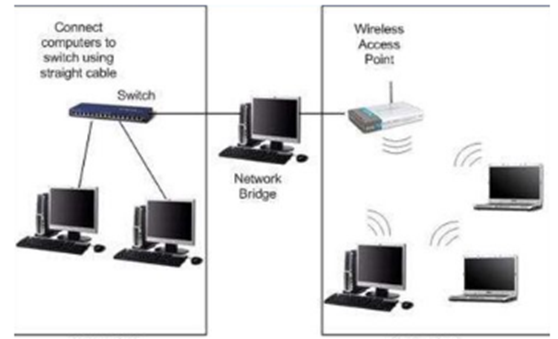 Connect
computers to
switch using
straight cable
Switch
Network
Bridge
Wireless
Access
Point